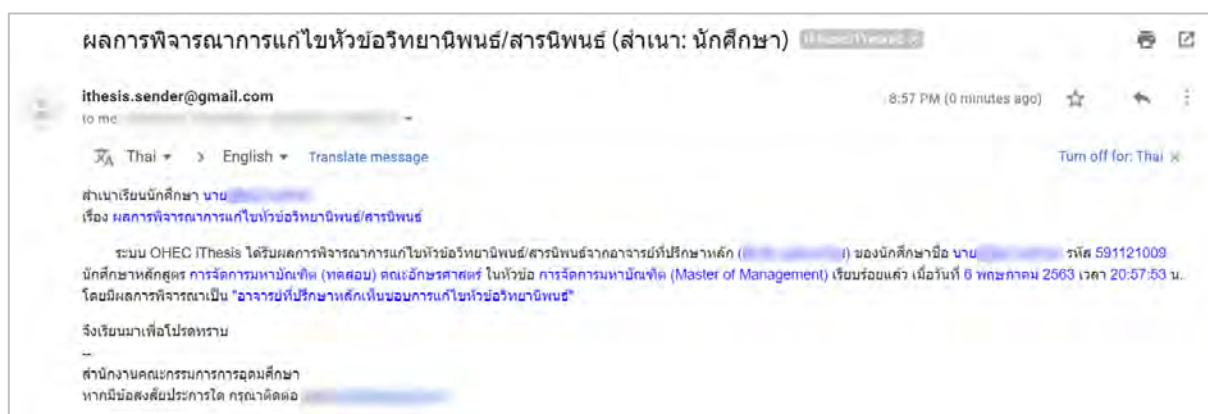 ผลการพิจารณาการแก้ไขหัวข้อวิทยานิพนธ์/สารนิพนธ์ (สำเนา: นักศึกษา)
ithesis.sender@gmail.com
8:57 PM (0 minutes ago)
to me
Thai > English Translate message Turn off for: Thai ×
สำเนาเรียนนักศึกษา นาย
เรื่อง ผลการพิจารณาการแก้ไขหัวข้อวิทยานิพนธ์/สารนิพนธ์
ระบบ OHEC iThesis ได้รับผลการพิจารณาการแก้ไขหัวข้อวิทยานิพนธ์/สารนิพนธ์จากอาจารย์ที่ปรึกษาหลัก ( ) ของนักศึกษาชื่อ นาย รหัส 591121009
นักศึกษาหลักสูตร การจัดการมหาบัณฑิต (ทดสอบ) คณะอักษรศาสตร์ ในหัวข้อ การจัดการมหาบัณฑิต (Master of Management) เรียบร้อยแล้ว เมื่อวันที่ 6 พฤษภาคม 2563 เวลา 20:57:53 น.
โดยมีผลการพิจารณาเป็น "อาจารย์ที่ปรึกษาหลักเห็นชอบการแก้ไขหัวข้อวิทยานิพนธ์"
จึงเรียนมาเพื่อโปรดทราบ
--
สำนักงานคณะกรรมการการอุดมศึกษา
หากมีข้อสงสัยประการใด กรุณาติดต่อ